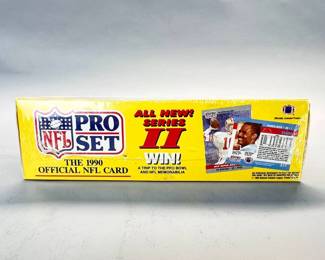 NFL
PRO
SET
THE 1990
OFFICIAL NFL CARD
ALL NEW!
SERIES
II
WIN!
A TRIP TO THE PRO BOWL
AND NFL MEMORABILIA